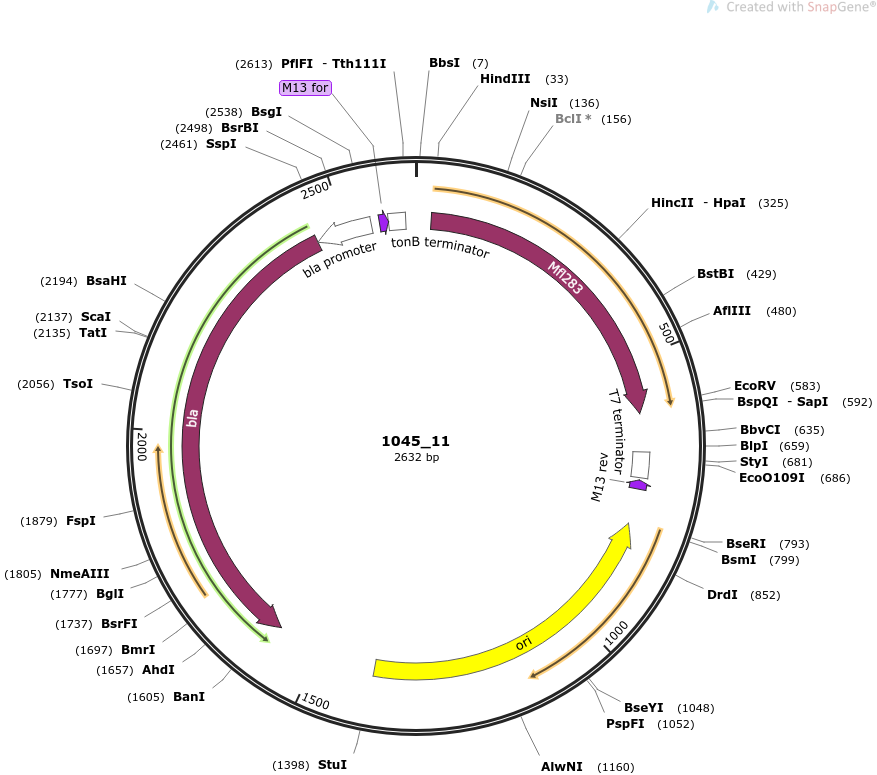 Created with SnapGene®
(2613) PflFI - Tth111I
BbsI (7)
M13 for
HindIII (33)
(2538) BsgI
NsiI (136)
(2498) BsrBI
BclI * (156)
(2461) SspI
2500
tonB terminator
bla promoter
HincII - HpaI (325)
Mfl283
BstBI (429)
(2194) BsaHI
AflIII (480)
(2137) ScaI
500
(2135) TatI
(2056) TsoI
EcoRV (583)
BspQI - SapI (592)
bla
T7 terminator
BbvCI (635)
2000
1045_11
BlpI (659)
2632 bp
StyI (681)
M13 rev
EcoO109I (686)
(1879) FspI
BseRI (793)
BsmI (799)
(1805) NmeAIII
(1777) BglI
DrdI (852)
(1737) BsrFI
ori
1000
(1697) BmrI
(1657) AhdI
(1605) BanI
1500
BseYI (1048)
PspFI (1052)
(1398) StuI
AlwNI (1160)